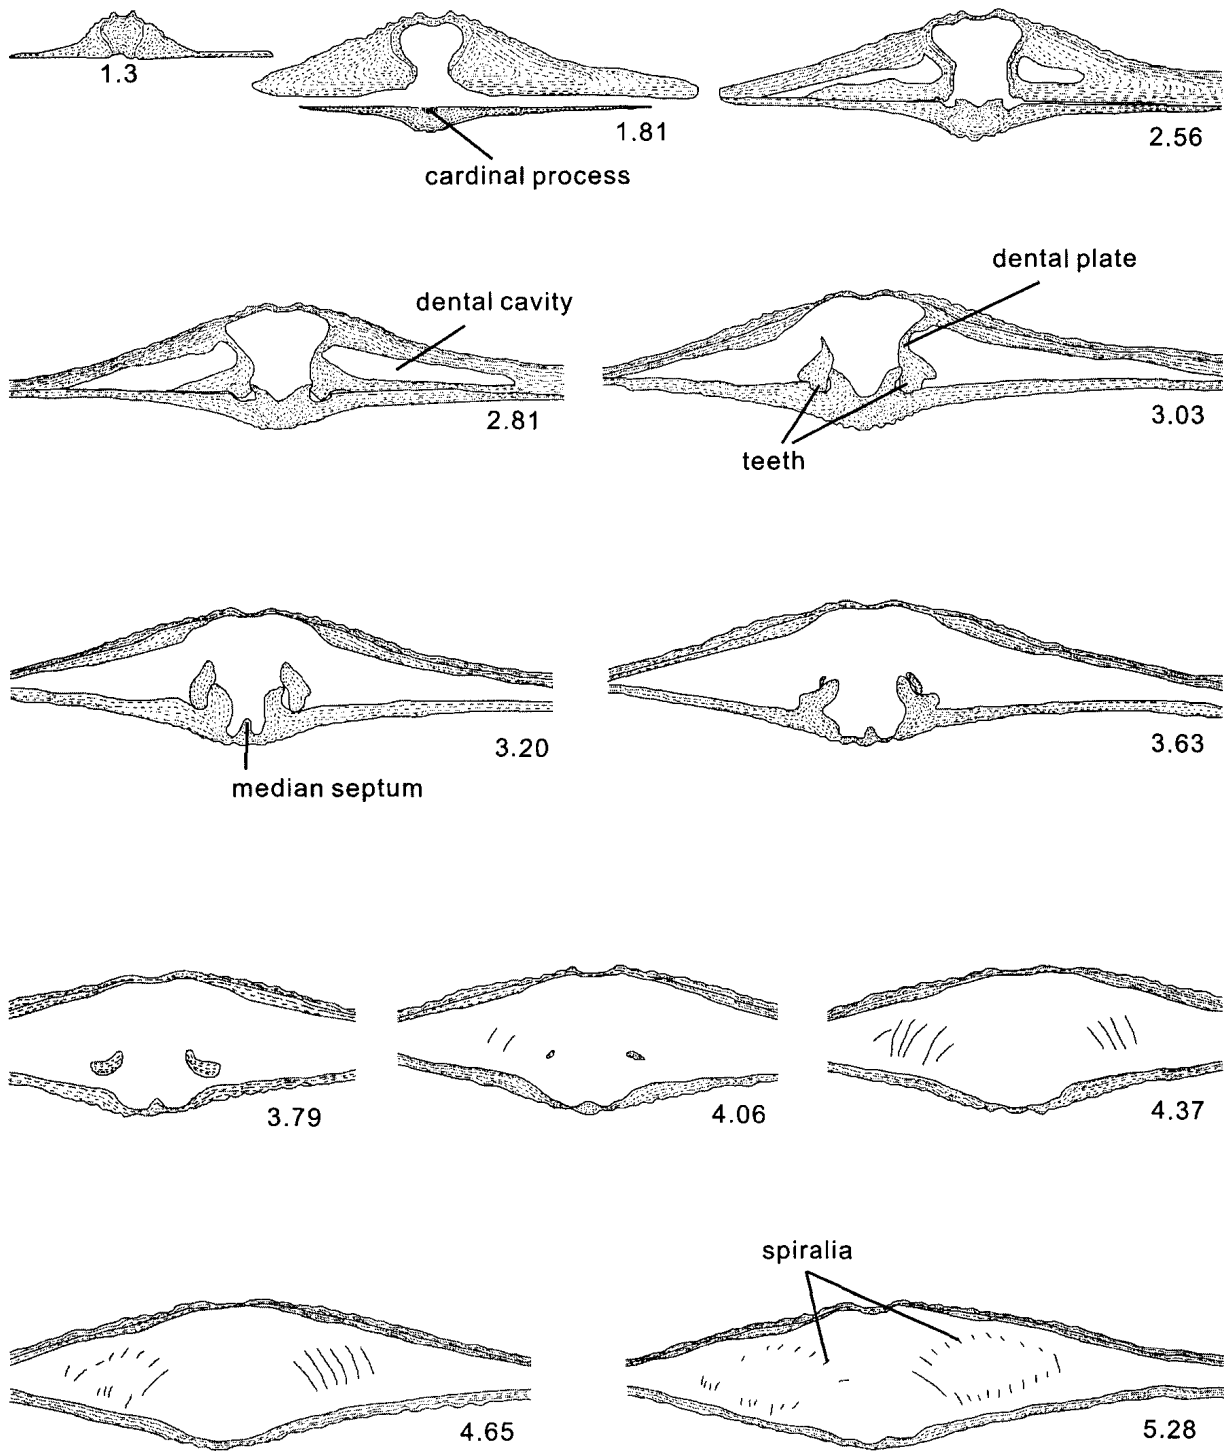 1.3
1.81
2.56
cardinal process
dental plate
dental cavity
2.81
3.03
teeth
3.20
3.63
median septum
3.79
4.06
4.37
spiralia
4.65
5.28